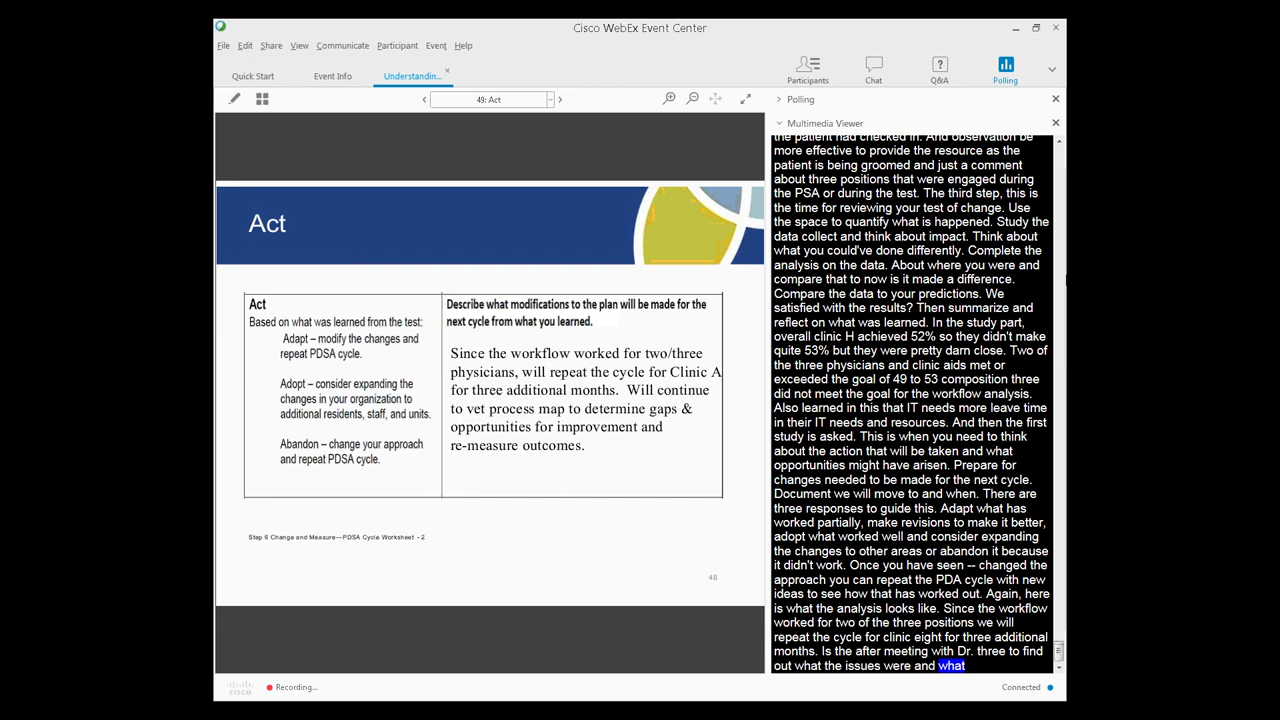 Cisco WebEx Event Center
File Edit Share View Communicate Participant Event Help
Quick Start Event Info Understandin...
Participants Chat Q&A Polling
49: Act
Polling
Multimedia Viewer
Act
Act
Based on what was learned from the test:
Adapt – modify the changes and
repeat PDSA cycle.
Adopt – consider expanding the
changes in your organization to
additional residents, staff, and units.
Abandon – change your approach
and repeat PDSA cycle.
Describe what modifications to the plan will be made for the
next cycle from what you learned.
Since the workflow worked for two/three
physicians, will repeat the cycle for Clinic A
for three additional months. Will continue
to vet process map to determine gaps &
opportunities for improvement and
re-measure outcomes.
Step 6 Change and Measure—PDSA Cycle Worksheet - 2
48
the patient had checked in. And observation be
more effective to provide the resource as the
patient is being groomed and just a comment
about three positions that were engaged during
the PSA or during the test. The third step, this is
the time for reviewing your test of change. Use
the space to quantify what is happened. Study the
data collect and think about impact. Think about
what you could've done differently. Complete the
analysis on the data. About where you were and
compare that to now is it made a difference.
Compare the data to your predictions. We
satisfied with the results? Then summarize and
reflect on what was learned. In the study part,
overall clinic H achieved 52% so they didn't make
quite 53% but they were pretty darn close. Two of
the three physicians and clinic aids met or
exceeded the goal of 49 to 53 composition three
did not meet the goal for the workflow analysis.
Also learned in this that IT needs more leave time
in their IT needs and resources. And then the first
study is asked. This is when you need to think
about the action that will be taken and what
opportunities might have arisen. Prepare for
changes needed to be made for the next cycle.
Document we will move to and when. There are
three responses to guide this. Adapt what has
worked partially, make revisions to make it better,
adopt what worked well and consider expanding
the changes to other areas or abandon it because
it didn't work. Once you have seen -- changed the
approach you can repeat the PDA cycle with new
ideas to see how that has worked out. Again, here
is what the analysis looks like. Since the workflow
worked for two of the three positions we will
repeat the cycle for clinic eight for three additional
months. Is the after meeting with Dr. three to find
out what the issues were and what
cisco
Recording...
Connected